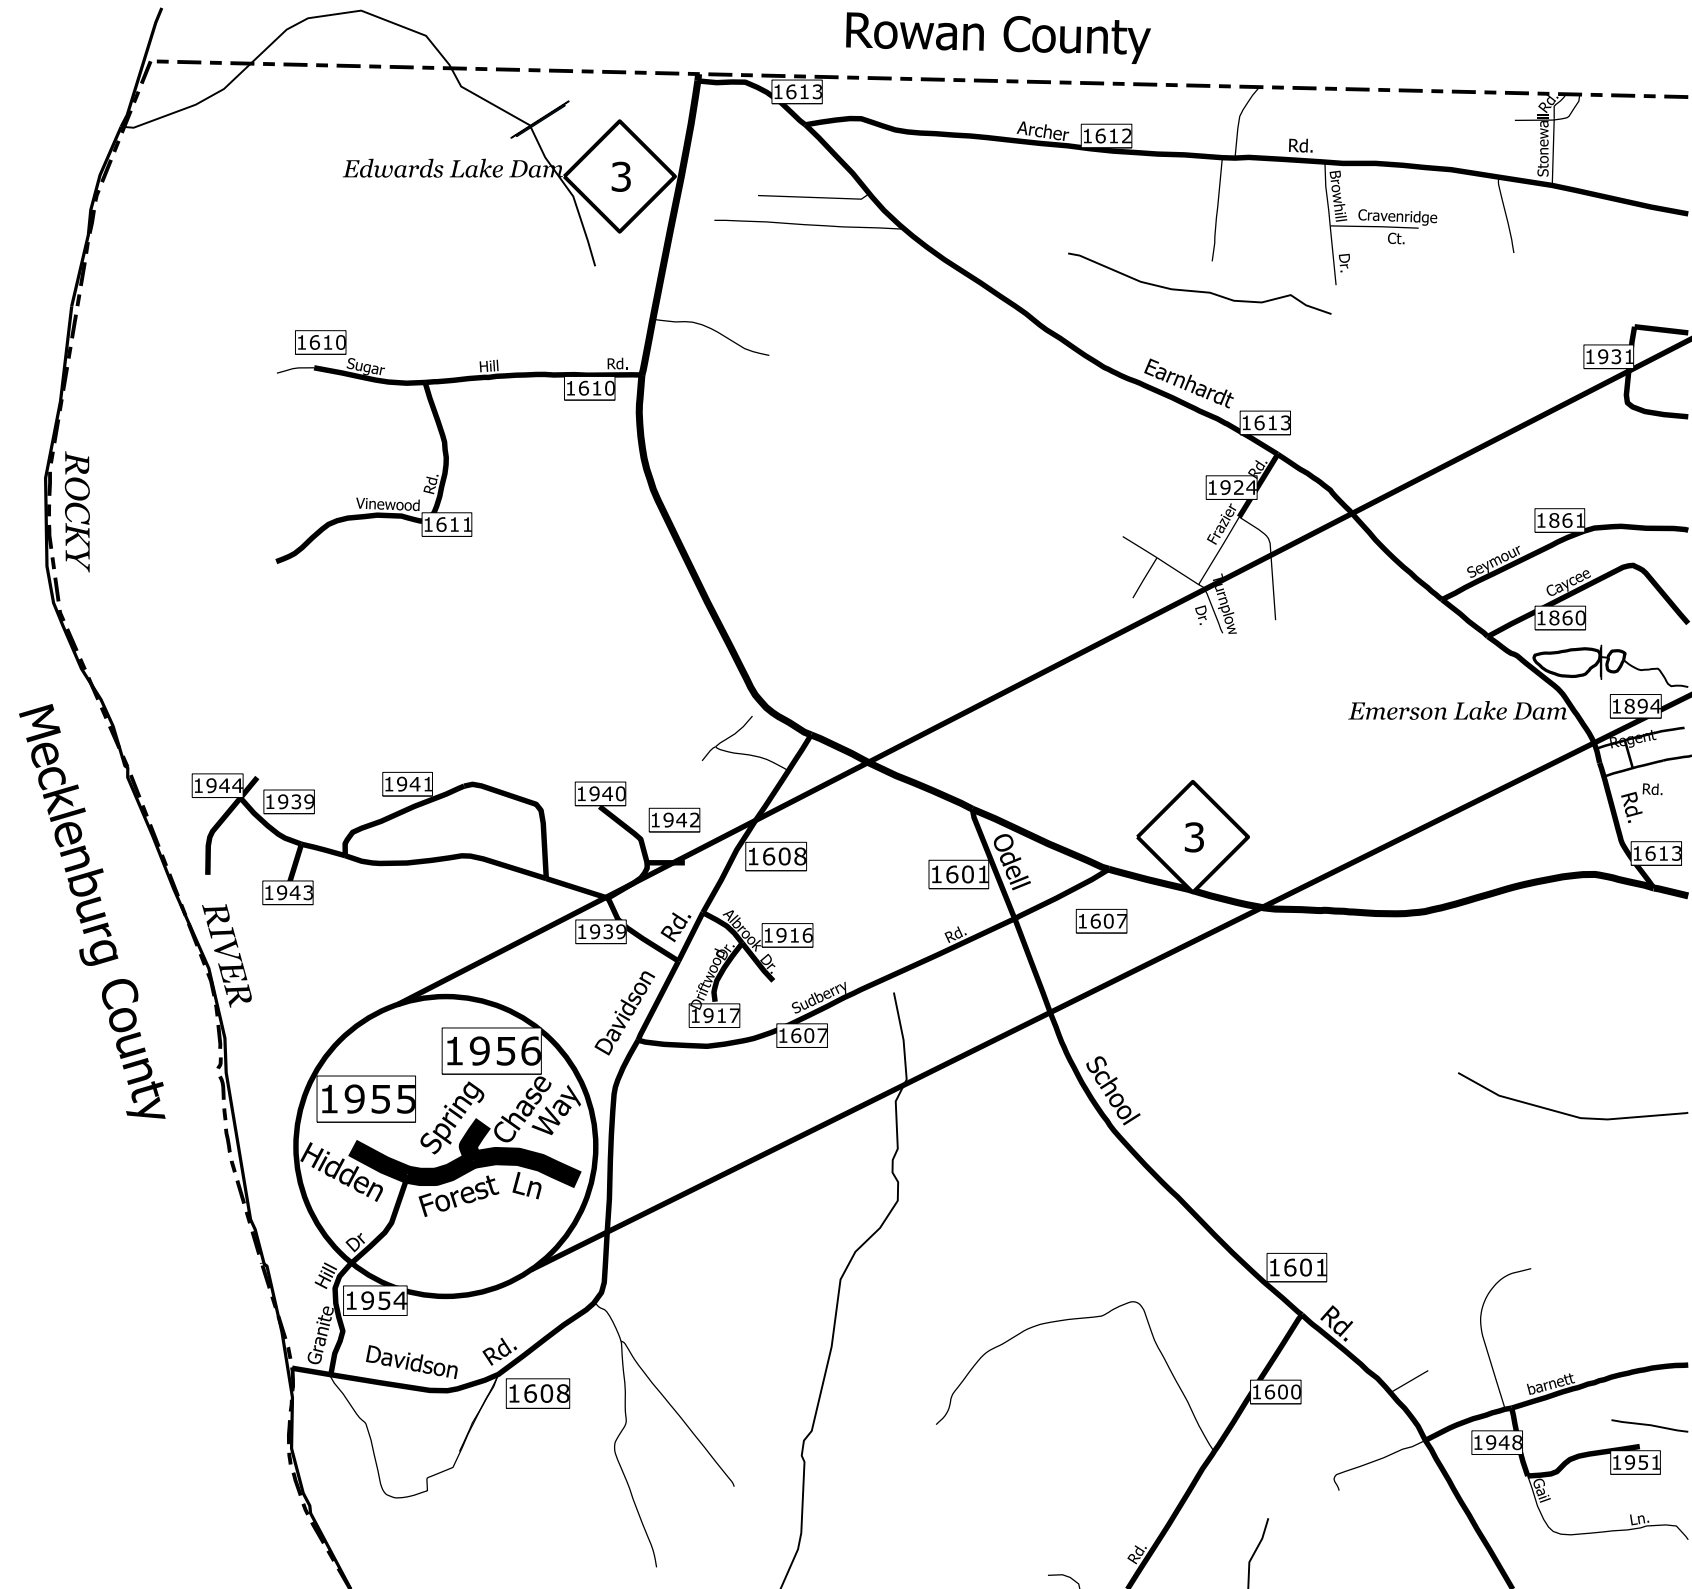 Rowan County
1613
Archer
1612
Rd.
Stonewall
Rd.
Edwards Lake Dam
3
Browhill
Dr.
Cravenridge
Ct.
1610
Sugar
Hill
Rd.
1610
1931
Earnhardt
1613
ROCKY
Vinewood
Rd.
1611
1924
Rd.
Frazier
1861
Seymour
Caycee
1860
Turnplow
Dr.
Mecklenburg County
Emerson Lake Dam
1894
Regent
Rd.
Rd.
1613
1944
1939
1941
1940
1942
1943
1608
1601
Odell
3
RIVER
1939
Rd.
Albrook
Dr.
1916
Driftwood
Dr.
1917
Rd.
1607
Sudberry
1607
Davidson
1956
1955
Spring
Chase
Way
Hidden
Forest
Ln
School
Dr
Hill
1954
Granite
Davidson
Rd.
1608
1601
Rd.
1600
barnett
1948
1951
Gail
Ln.
Rd.